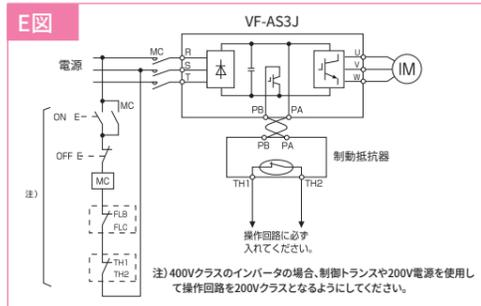 E図
VF-AS3J
電源
MC
R
S
T
U
V
W
IM
PB
PA
ON E
MC
OFF E
MC
注)
FLB
FLC
TH1
TH2
PB PA
制動抵抗器
TH1
TH2
操作回路に必ず
入れてください。
注) 400Vクラスのインバータの場合、制御トランスや200V電源を使用し
て操作回路を200Vクラスとなるようにしてください。